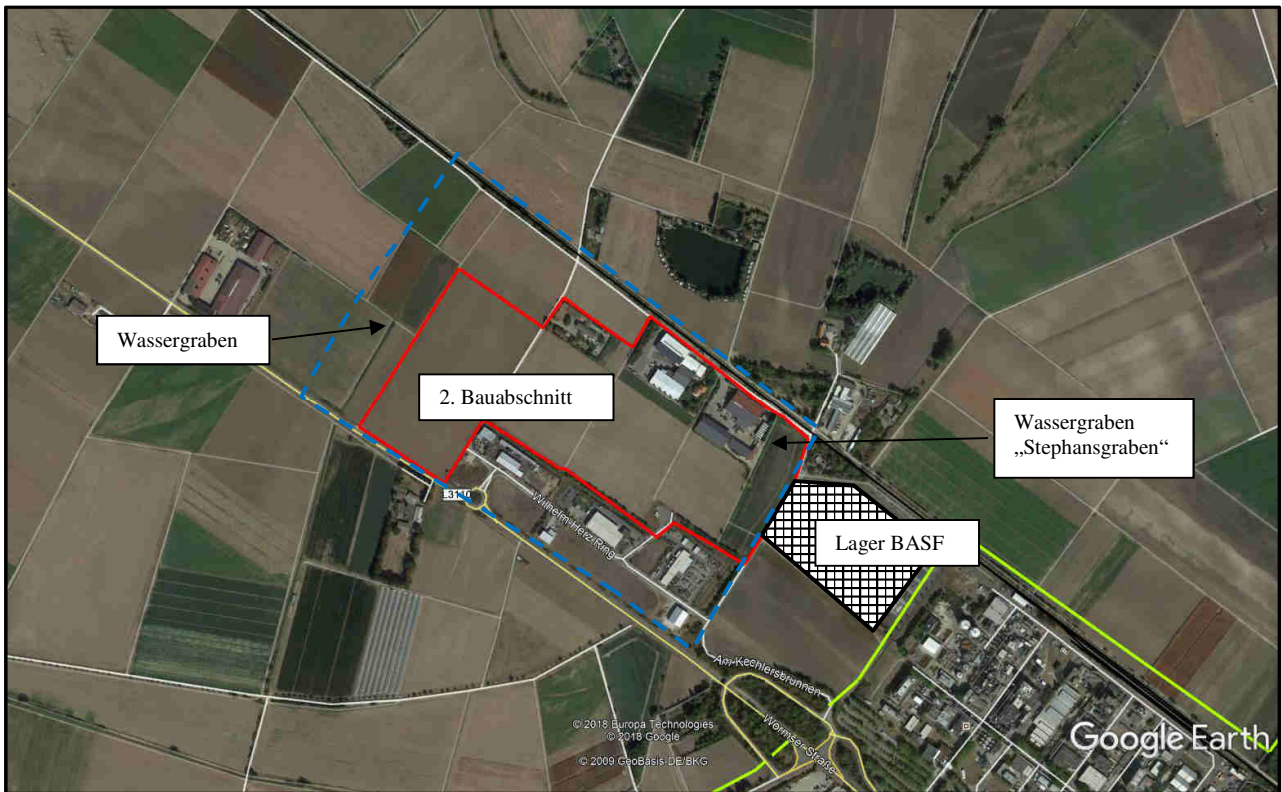 Wassergraben
2. Bauabschnitt
Wassergraben
„Stephansgraben“
L3110
Wilhelm-Herz-Ring
Lager BASF
Am Kechlersbrunnen
Wormser-Straße
© 2018 Europa Technologies
© 2018 Google
© 2009 GeoBasis-DE/BKG
Google Earth